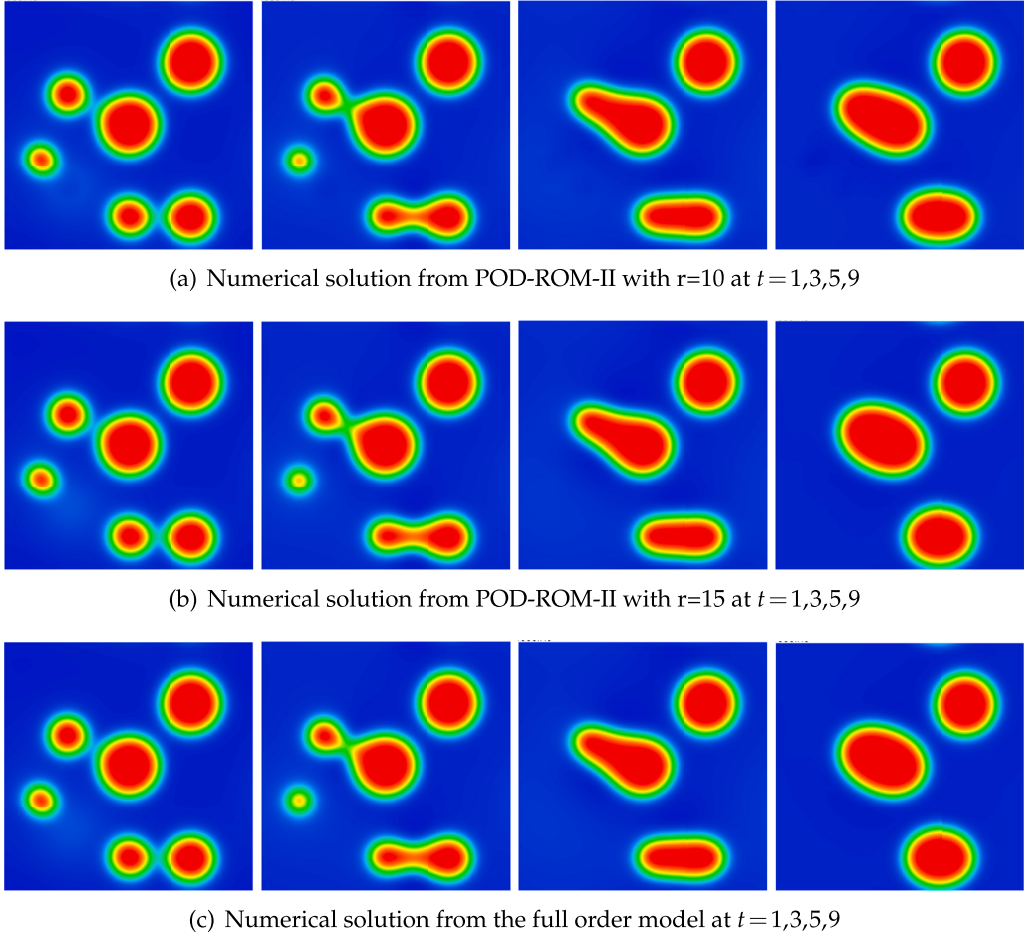 (a) Numerical solution from POD-ROM-II with r=10 at t=1,3,5,9
(b) Numerical solution from POD-ROM-II with r=15 at t=1,3,5,9
(c) Numerical solution from the full order model at t=1,3,5,9